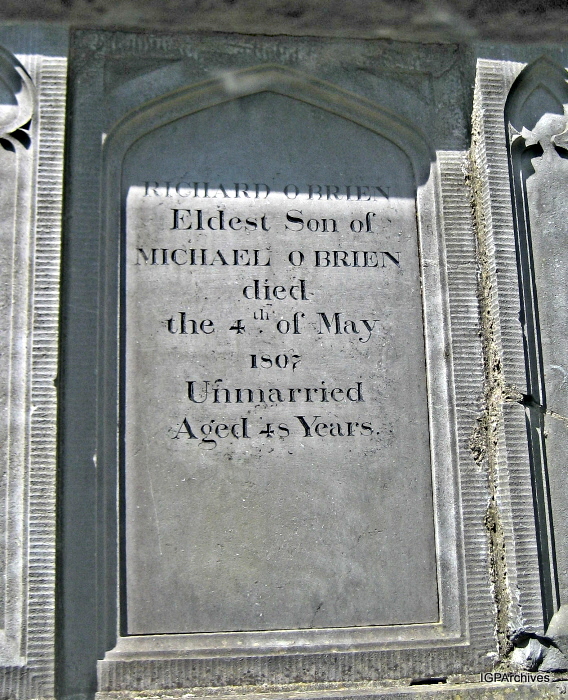 RICHARD O BRIEN
Eldest Son of
MICHAEL O BRIEN
died
the 4th. of May
1807
Unmarried
Aged 48 Years.
IGPArchives